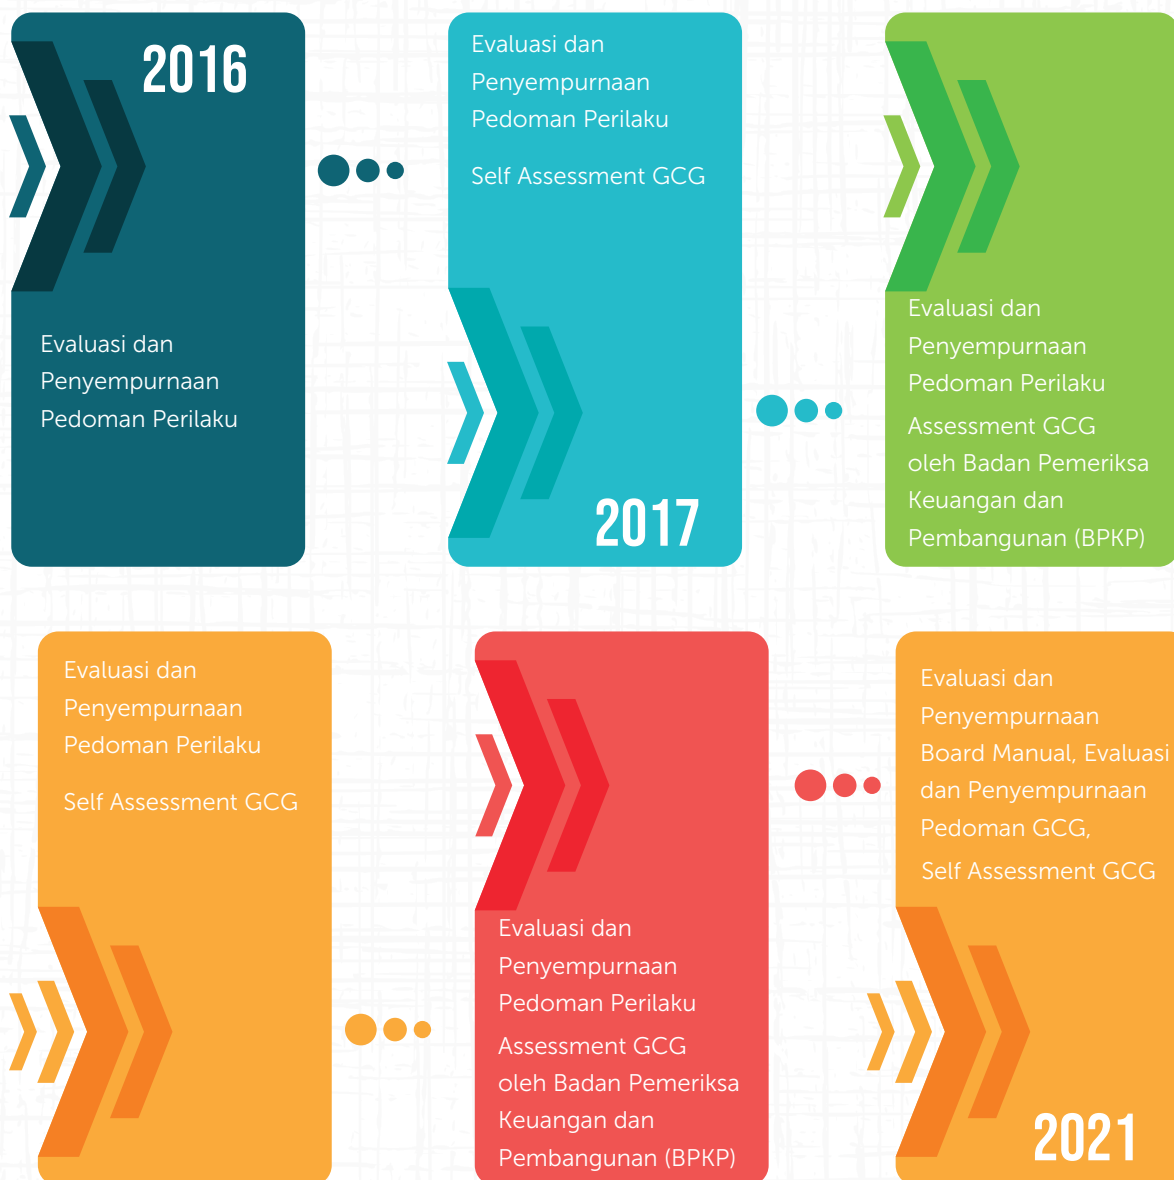 2016
Evaluasi dan
Penyempurnaan
Pedoman Perilaku
Evaluasi dan
Penyempurnaan
Pedoman Perilaku
Self Assessment GCG
2017
Evaluasi dan
Penyempurnaan
Pedoman Perilaku
Assessment GCG
oleh Badan Pemeriksa
Keuangan dan
Pembangunan (BPKP)
Evaluasi dan
Penyempurnaan
Pedoman Perilaku
Self Assessment GCG
Evaluasi dan
Penyempurnaan
Pedoman Perilaku
Assessment GCG
oleh Badan Pemeriksa
Keuangan dan
Pembangunan (BPKP)
Evaluasi dan
Penyempurnaan
Board Manual, Evaluasi
dan Penyempurnaan
Pedoman GCG,
Self Assessment GCG
2021